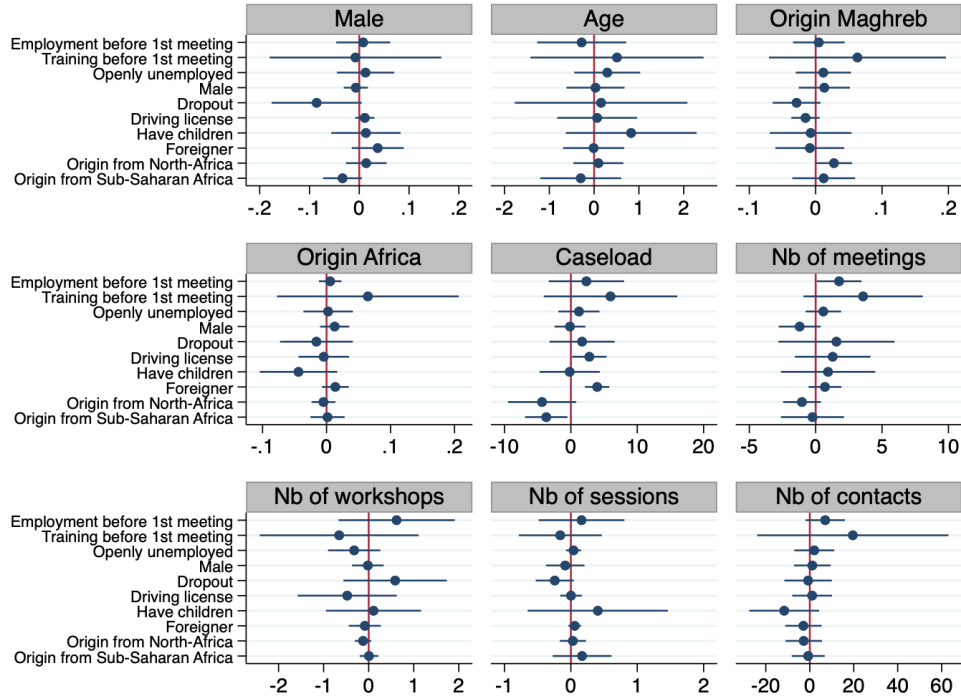 Male
Age
Origin Maghreb
Employment before 1st meeting
Training before 1st meeting
Openly unemployed
Male
Dropout
Driving license
Have children
Foreigner
Origin from North-Africa
Origin from Sub-Saharan Africa
-.2 -.1 0 .1 .2
-2 -1 0 1 2
-.1 0 .1 .2
Origin Africa
Caseload
Nb of meetings
Employment before 1st meeting
Training before 1st meeting
Openly unemployed
Male
Dropout
Driving license
Have children
Foreigner
Origin from North-Africa
Origin from Sub-Saharan Africa
-.1 0 .1 .2
-10 0 10 20
-5 0 5 10
Nb of workshops
Nb of sessions
Nb of contacts
Employment before 1st meeting
Training before 1st meeting
Openly unemployed
Male
Dropout
Driving license
Have children
Foreigner
Origin from North-Africa
Origin from Sub-Saharan Africa
-2 -1 0 1 2
-1 0 1 2
-20 0 20 40 60